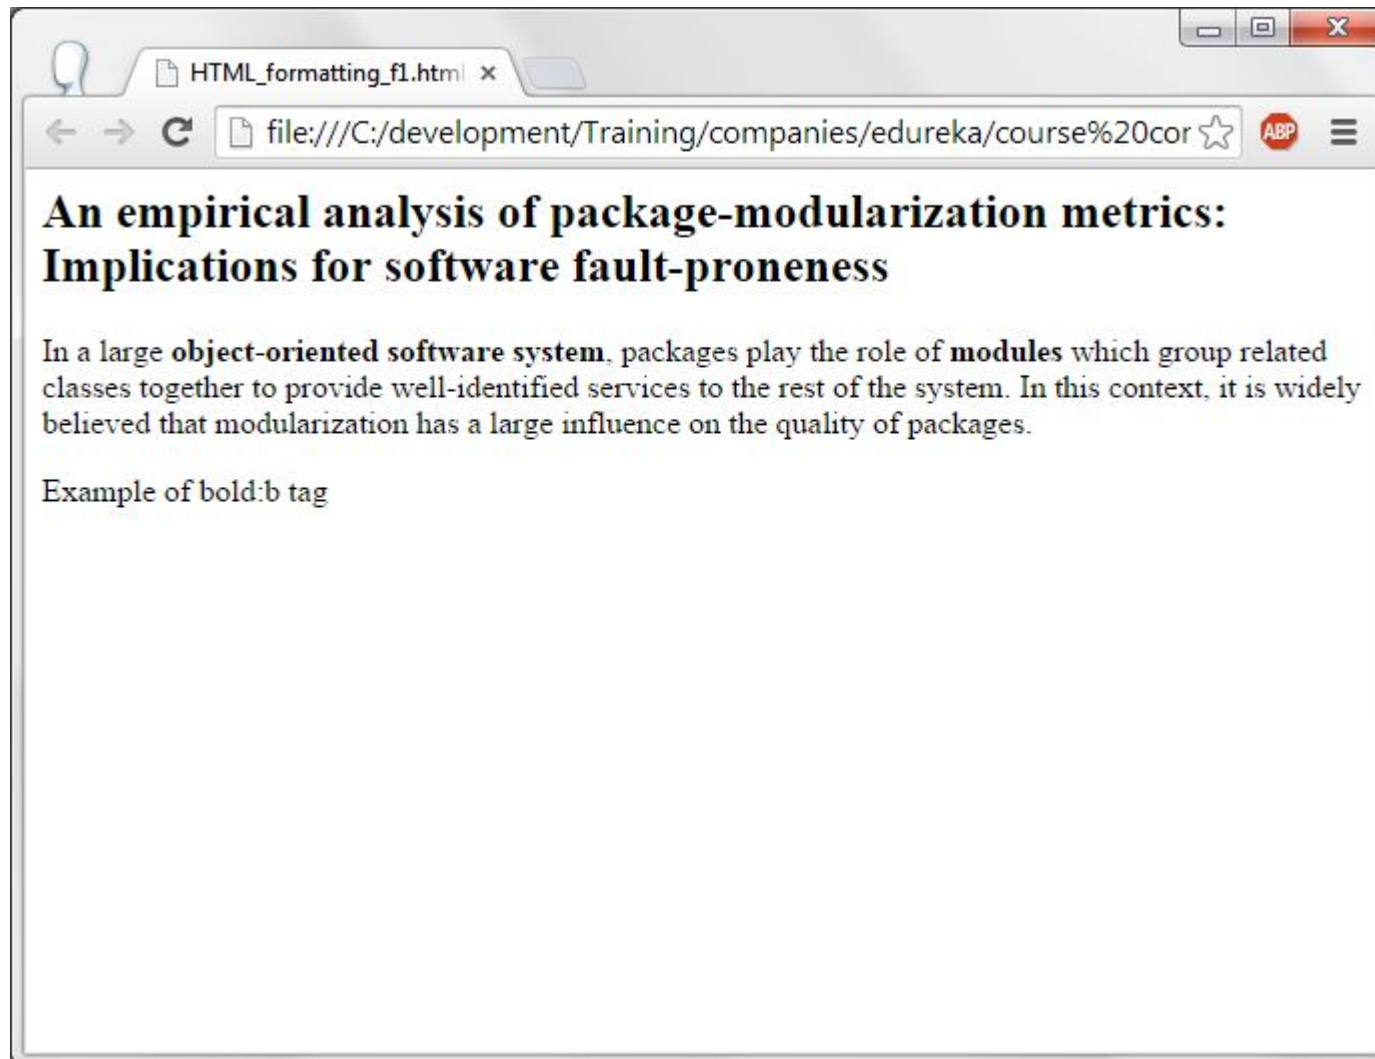 HTML_formatting_f1.html
file:///C:/development/Training/companies/edureka/course%20cor
ABP
An empirical analysis of package-modularization metrics:
Implications for software fault-proneness
In a large object-oriented software system, packages play the role of modules which group related
classes together to provide well-identified services to the rest of the system. In this context, it is widely
believed that modularization has a large influence on the quality of packages.
Example of bold:b tag